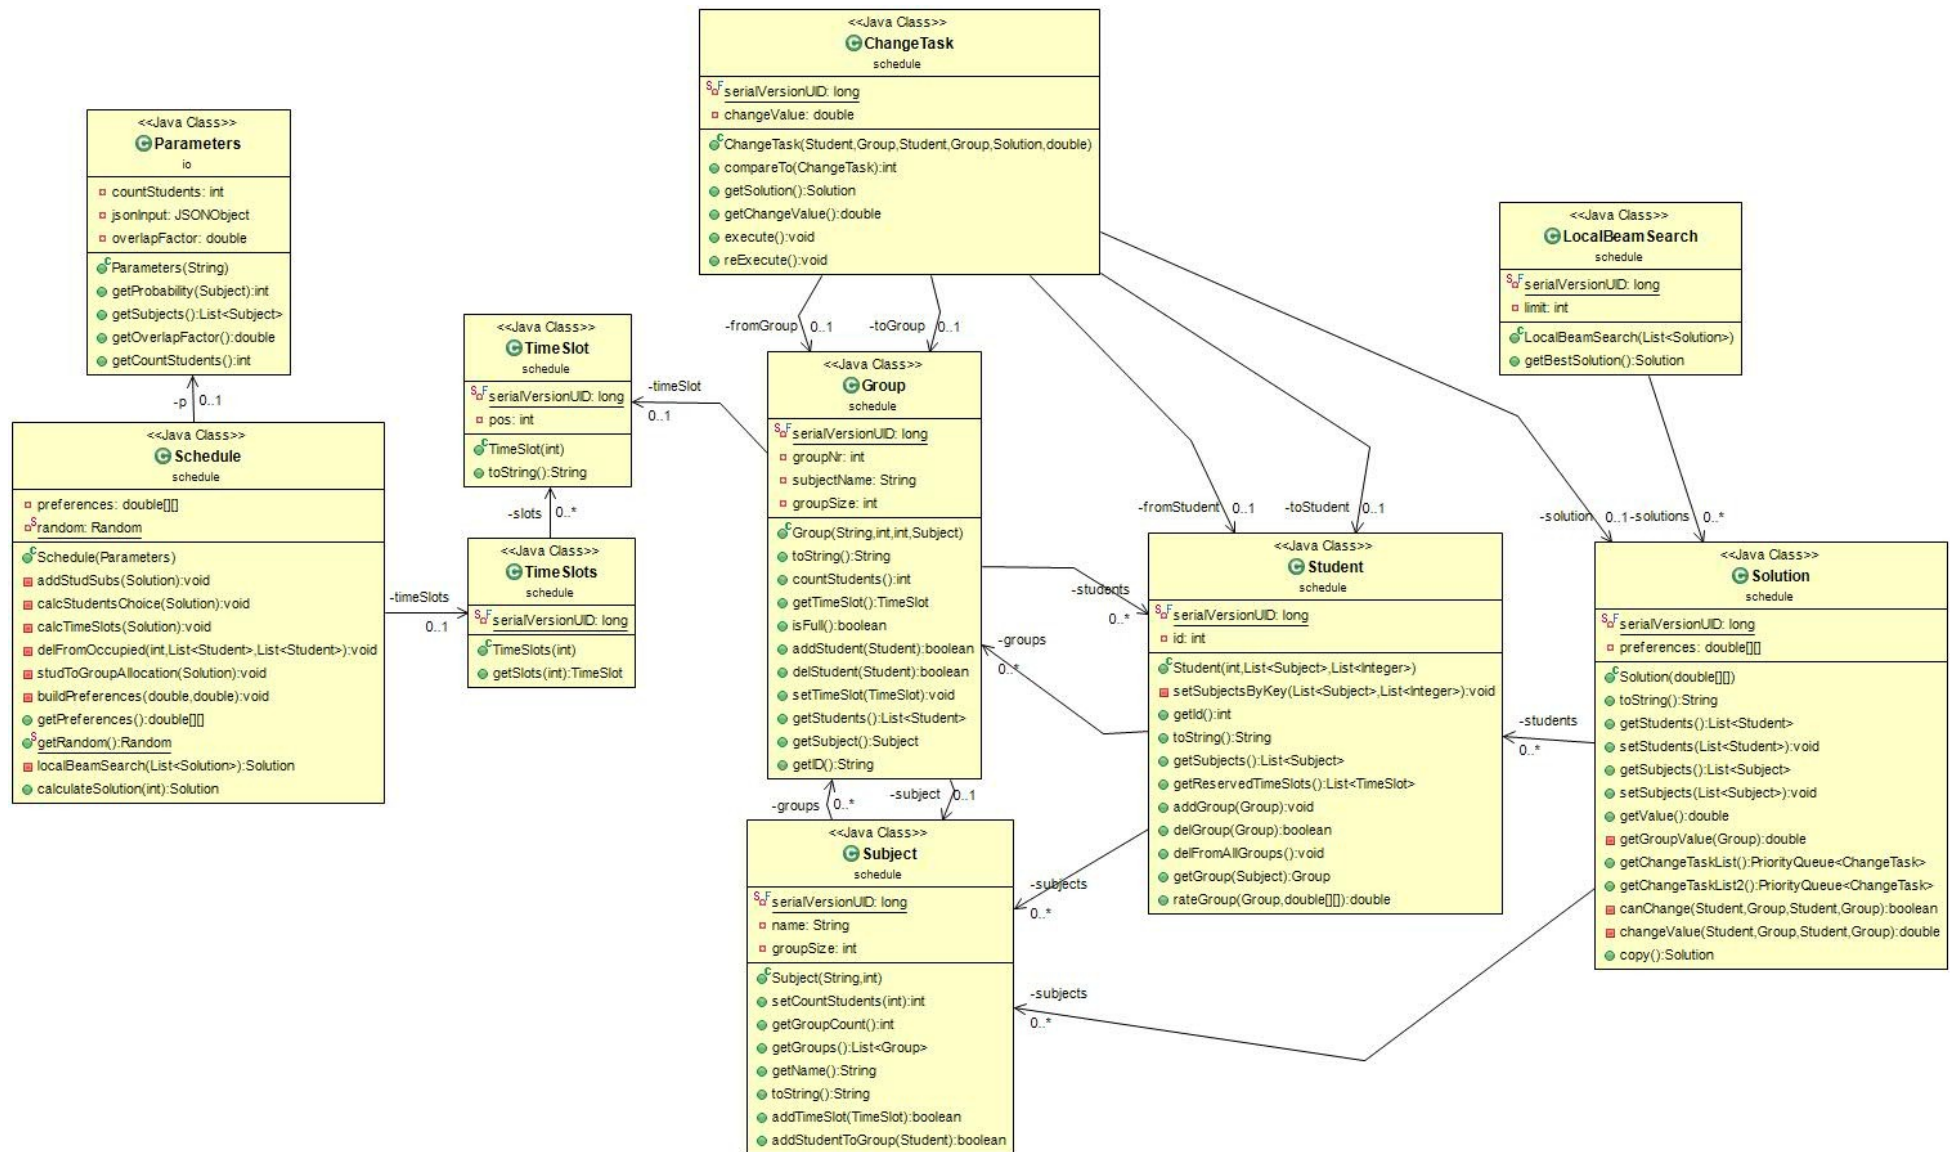 <<Java Class>>
ChangeTask
schedule
serialVersionUID: long
changeValue: double
ChangeTask(Student,Group,Student,Group,Solution,double)
compareTo(ChangeTask):int
getSolution():Solution
getChangeValue():double
execute():void
reExecute():void
<<Java Class>>
Parameters
io
countStudents: int
jsonInput: JSONObject
overlapFactor: double
Parameters(String)
getProbability(Subject):int
getSubjects():List<Subject>
getOverlapFactor():double
getCountStudents():int
-p 0..1
<<Java Class>>
Schedule
schedule
preferences: double[][]
random: Random
Schedule(Parameters)
addStudSubs(Solution):void
calcStudentsChoice(Solution):void
calcTimeSlots(Solution):void
delFromOccupied(int,List<Student>,List<Student>):void
studToGroupAllocation(Solution):void
buildPreferences(double,double):void
getPreferences():double[][]
getRandom():Random
localBeamSearch(List<Solution>):Solution
calculateSolution(int):Solution
-timeSlots
0..1
<<Java Class>>
TimeSlot
schedule
serialVersionUID: long
pos: int
TimeSlot(int)
toString():String
-slots 0..*
<<Java Class>>
TimeSlots
schedule
serialVersionUID: long
TimeSlots(int)
getSlots(int):TimeSlot
-timeSlot
0..1
-fromGroup 0..1
-toGroup 0..1
<<Java Class>>
Group
schedule
serialVersionUID: long
groupNr: int
subjectName: String
groupSize: int
Group(String,int,int,Subject)
toString():String
countStudents():int
getTimeSlot():TimeSlot
isFull():boolean
addStudent(Student):boolean
delStudent(Student):boolean
setTimeSlot(TimeSlot):void
getStudents():List<Student>
getSubject():Subject
getID():String
-groups 0..*
-subject 0..1
<<Java Class>>
Subject
schedule
serialVersionUID: long
name: String
groupSize: int
Subject(String,int)
setCountStudents(int):int
getGroupCount():int
getGroups():List<Group>
getName():String
toString():String
addTimeSlot(TimeSlot):boolean
addStudentToGroup(Student):boolean
-students
0..*
-groups
0..*
-subjects
0..*
-subjects
0..*
-fromStudent 0..1
-toStudent 0..1
<<Java Class>>
Student
schedule
serialVersionUID: long
id: int
Student(int,List<Subject>,List<Integer>)
setSubjectsByKey(List<Subject>,List<Integer>):void
getId():int
toString():String
getSubjects():List<Subject>
getReservedTimeSlots():List<TimeSlot>
addGroup(Group):void
delGroup(Group):boolean
delFromAllGroups():void
getGroup(Subject):Group
rateGroup(Group,double[][]):double
<<Java Class>>
LocalBeamSearch
schedule
serialVersionUID: long
limit: int
LocalBeamSearch(List<Solution>)
getBestSolution():Solution
-solution 0..1
-solutions 0..*
-students
0..*
<<Java Class>>
Solution
schedule
serialVersionUID: long
preferences: double[][]
Solution(double[][])
toString():String
getStudents():List<Student>
setStudents(List<Student>):void
getSubjects():List<Subject>
setSubjects(List<Subject>):void
getValue():double
getGroupValue(Group):double
getChangeTaskList():PriorityQueue<ChangeTask>
getChangeTaskList2():PriorityQueue<ChangeTask>
canChange(Student,Group,Student,Group):boolean
changeValue(Student,Group,Student,Group):double
copy():Solution